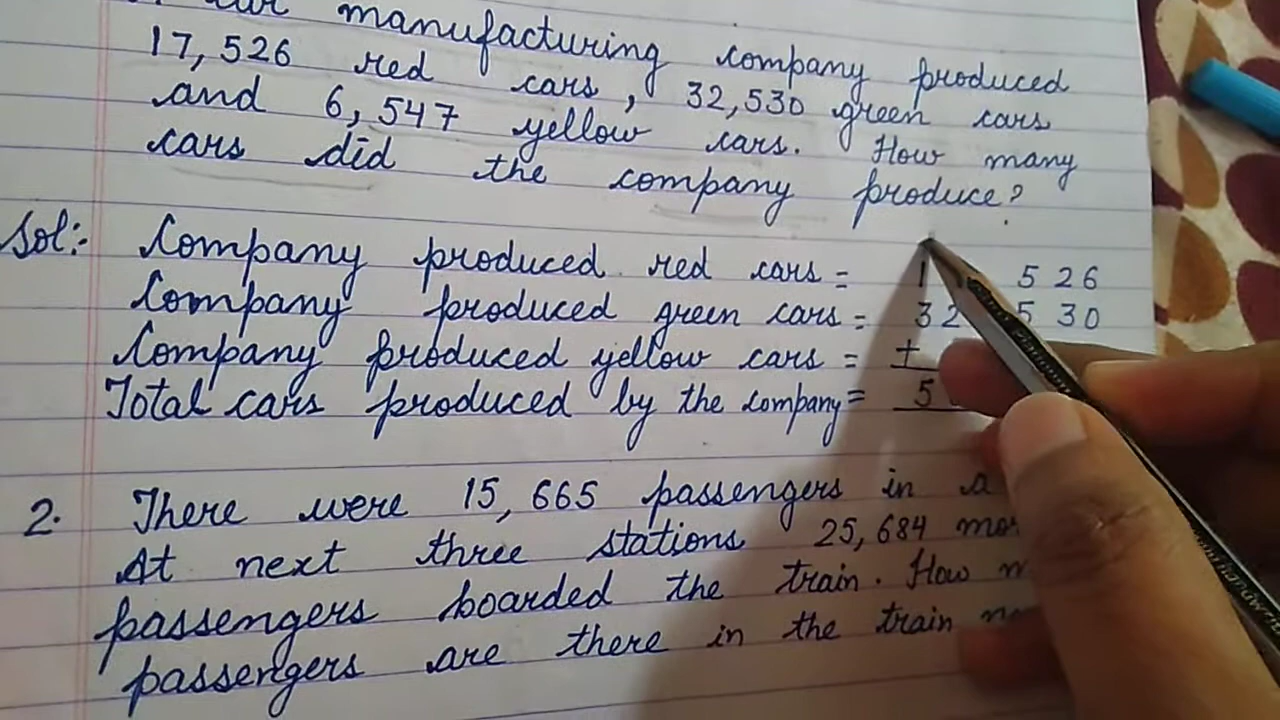 manufacturing company produced
17,526 red cars, 32,530 green cars
and 6,547 yellow cars. How many
cars did the company produce?
Sol:- Company produced red cars = 1 526
Company produced green cars = 32 530
Company produced yellow cars = +
Total cars produced by the company = 5
2. There were 15,665 passengers in a
At next three stations 25,684
passengers boarded the train. How
passengers are there in the train